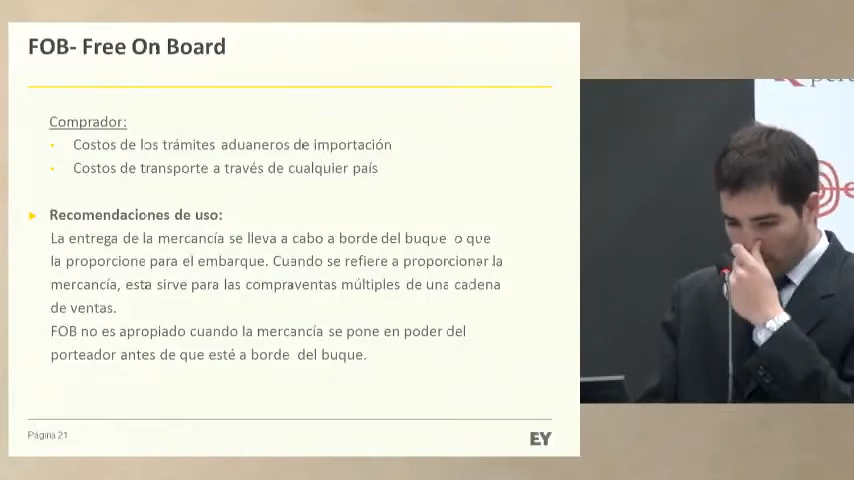 FOB- Free On Board
Comprador:
Costos de los trámites aduaneros de importación
Costos de transporte a través de cualquier país
Recomendaciones de uso:
La entrega de la mercancía se lleva a cabo a borde del buque o que
la proporcione para el embarque. Cuando se refiere a proporcionar la
mercancía, esta sirve para las compraventas múltiples de una cadena
de ventas.
FOB no es apropiado cuando la mercancía se pone en poder del
porteador antes de que esté a borde del buque.
Página 21
EY